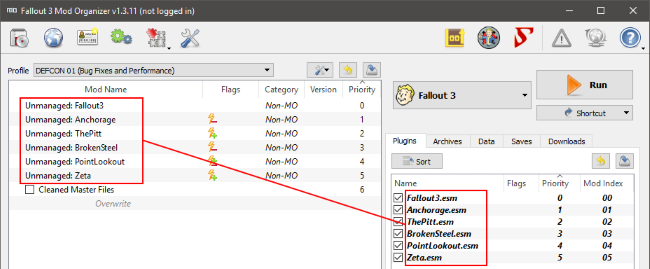 Fallout 3 Mod Organizer v1.3.11 (not logged in)
Profile DEFCON 01 (Bug Fixes and Performance)
Mod Name Flags Category Version Priority
Unmanaged: Fallout3 Non-MO 0
Unmanaged: Anchorage Non-MO 1
Unmanaged: ThePitt Non-MO 2
Unmanaged: BrokenSteel Non-MO 3
Unmanaged: PointLookout Non-MO 4
Unmanaged: Zeta Non-MO 5
Cleaned Master Files 6
Overwrite
Fallout 3
Run
Shortcut
Plugins Archives Data Saves Downloads
Sort
Name Flags Priority Mod Index
Fallout3.esm 0 00
Anchorage.esm 1 01
ThePitt.esm 2 02
BrokenSteel.esm 3 03
PointLookout.esm 4 04
Zeta.esm 5 05